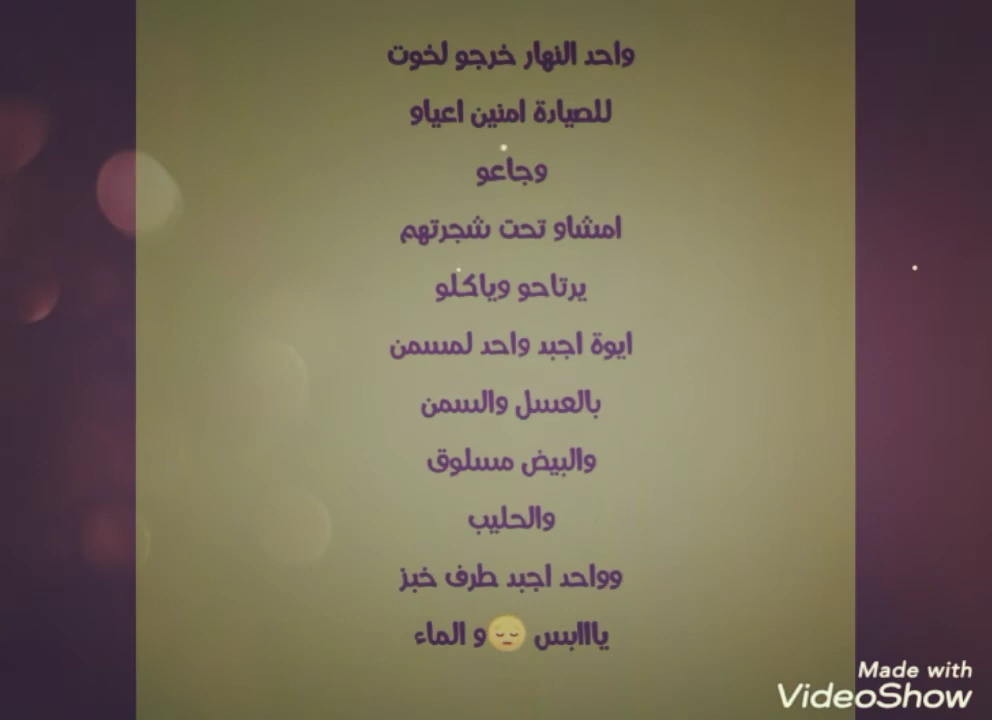 واحد النهار خرجو لخوت
للصيادة امنين اعياو
وجاعو
امشاو تحت شجرتهم
يرتاحو وياكلو
ايوة اجبد واحد لمسمن
بالعسل والسمن
والبيض مسلوق
والحليب
وواحد اجبد طرف خبز
يااابس 😔و الماء
Made with
VideoShow